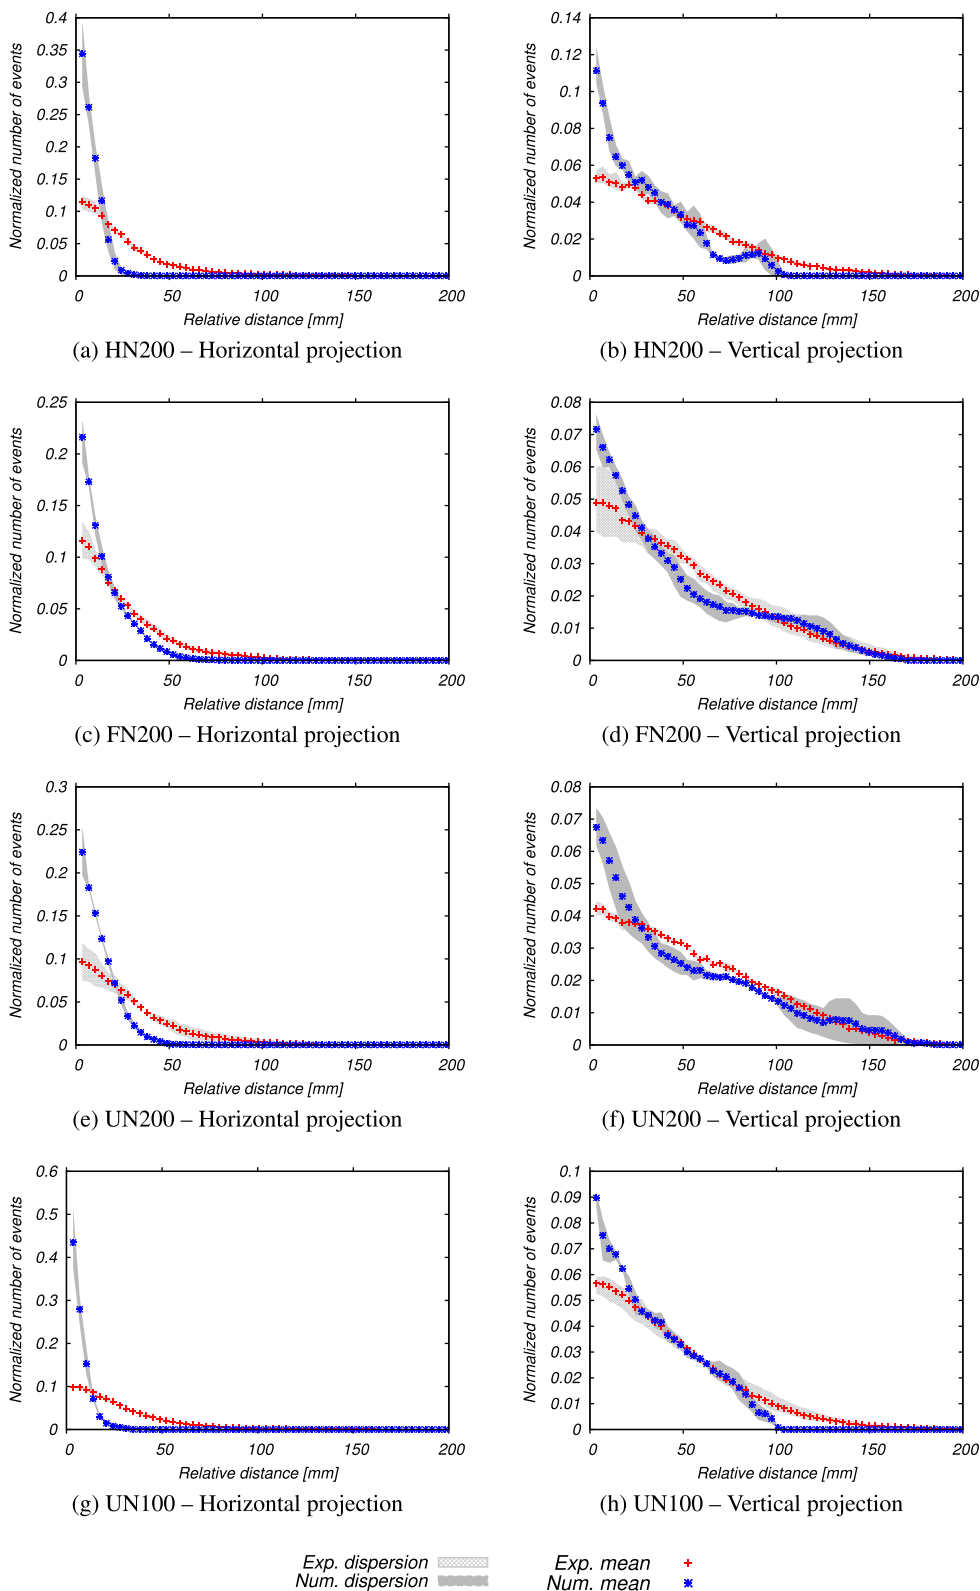 0.4
0.35
0.3
0.25
0.2
0.15
0.1
0.05
0
Normalized number of events
0 50 100 150 200
Relative distance [mm]
(a) HN200 – Horizontal projection
0.14
0.12
0.1
0.08
0.06
0.04
0.02
0
Normalized number of events
0 50 100 150 200
Relative distance [mm]
(b) HN200 – Vertical projection
0.25
0.2
0.15
0.1
0.05
0
Normalized number of events
0 50 100 150 200
Relative distance [mm]
(c) FN200 – Horizontal projection
0.08
0.07
0.06
0.05
0.04
0.03
0.02
0.01
0
Normalized number of events
0 50 100 150 200
Relative distance [mm]
(d) FN200 – Vertical projection
0.3
0.25
0.2
0.15
0.1
0.05
0
Normalized number of events
0 50 100 150 200
Relative distance [mm]
(e) UN200 – Horizontal projection
0.08
0.07
0.06
0.05
0.04
0.03
0.02
0.01
0
Normalized number of events
0 50 100 150 200
Relative distance [mm]
(f) UN200 – Vertical projection
0.6
0.5
0.4
0.3
0.2
0.1
0
Normalized number of events
0 50 100 150 200
Relative distance [mm]
(g) UN100 – Horizontal projection
0.1
0.09
0.08
0.07
0.06
0.05
0.04
0.03
0.02
0.01
0
Normalized number of events
0 50 100 150 200
Relative distance [mm]
(h) UN100 – Vertical projection
Exp. dispersion
Num. dispersion
Exp. mean
Num. mean